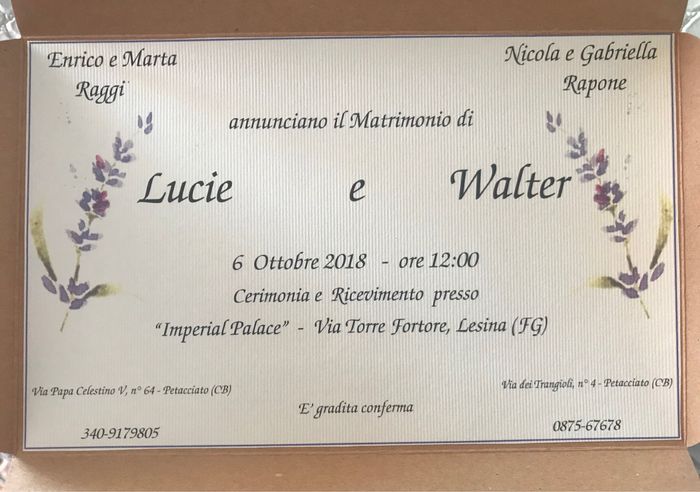 Enrico e Marta
Raggi
Nicola e Gabriella
Rapone
annunciano il Matrimonio di
Lucie e Walter
6 Ottobre 2018 - ore 12:00
Cerimonia e Ricevimento presso
“Imperial Palace” - Via Torre Fortore, Lesina (FG)
Via Papa Celestino V, n° 64 - Petacciato (CB)
340-9179805
E' gradita conferma
Via dei Trangioli, n° 4 - Petacciato (CB)
0875-67678